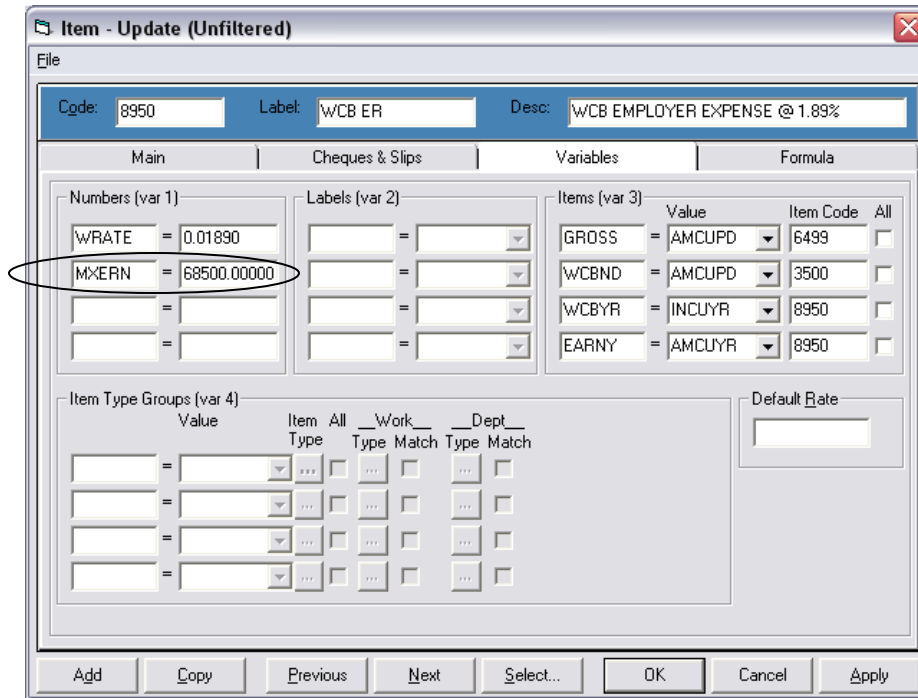 Item - Update (Unfiltered)
File
Code: 8950 Label: WCB ER Desc: WCB EMPLOYER EXPENSE @ 1.89%
Main Cheques & Slips Variables Formula
Numbers (var 1) Labels (var 2) Items (var 3)
Value Item Code All
WRATE = 0.01890 = GROSS = AMCUPD 6499
MXERN = 68500.00000 = WCBND = AMCUPD 3500
= = WCBYR = INCUYR 8950
= = EARNY = AMCUYR 8950
Item Type Groups (var 4) Default Rate
Value Item All __Work__ __Dept__
Type Type Match Type Match
= ... ... ...
= ... ... ...
= ... ... ...
= ... ... ...
Add Copy Previous Next Select... OK Cancel Apply